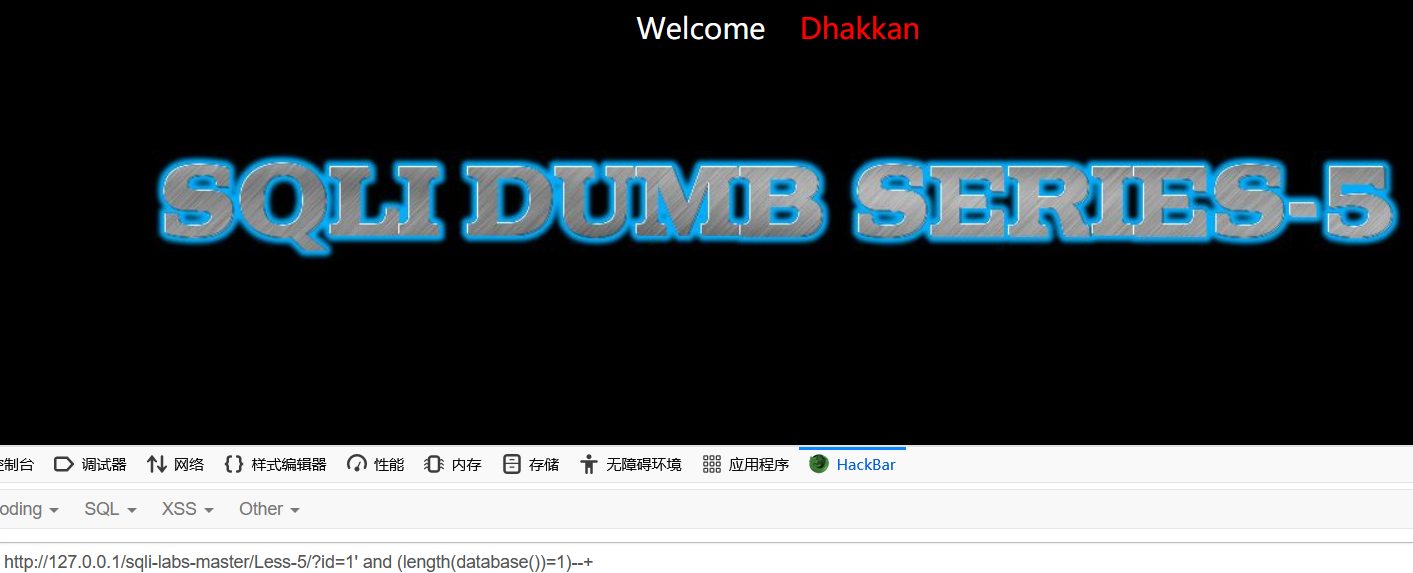 Welcome Dhakkan
SQLI DUMB SERIES-5
控制台 调试器 网络 样式编辑器 性能 内存 存储 无障碍环境 应用程序 HackBar
oding SQL XSS Other
http://127.0.0.1/sqli-labs-master/Less-5/?id=1' and (length(database())=1)--+